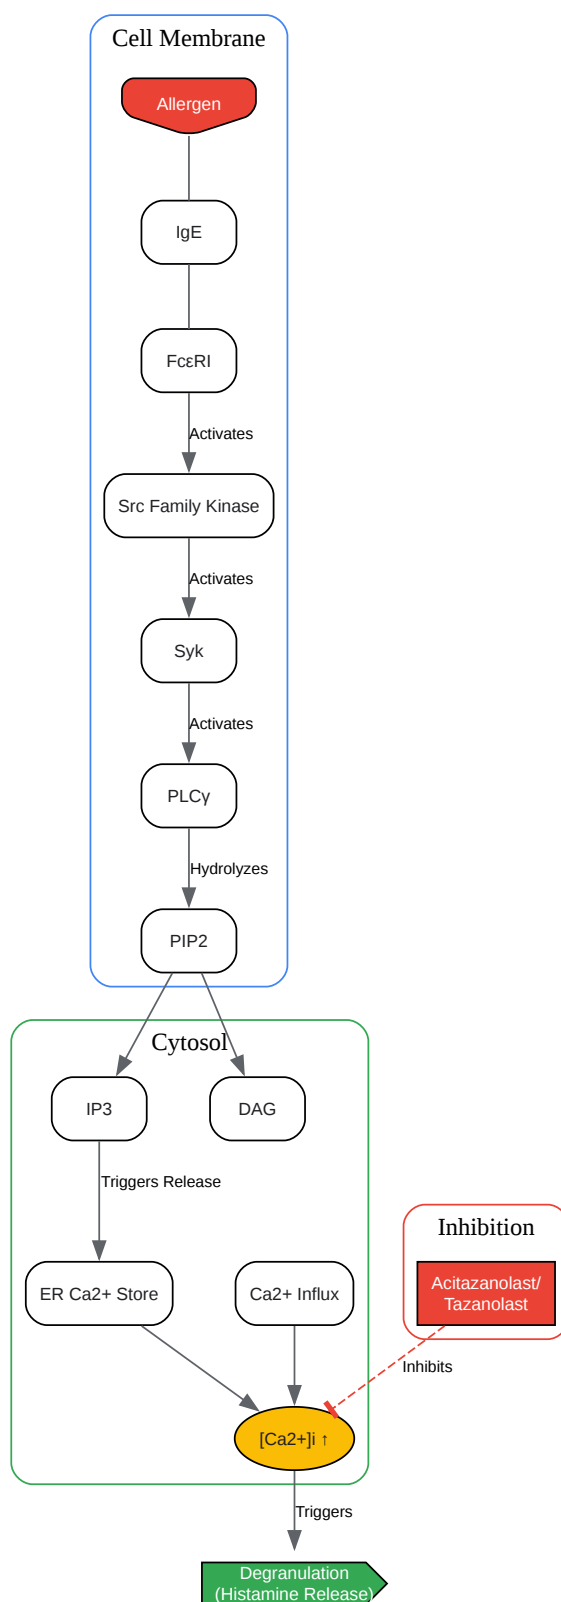 Cell Membrane
Allergen
IgE
FcεRI
Activates
Src Family Kinase
Activates
Syk
Activates
PLCγ
Hydrolyzes
PIP2
Cytosol
IP3
DAG
Triggers Release
Inhibition
ER Ca2+ Store
Ca2+ Influx
Acitazanolast/
Tazanolast
Inhibits
[Ca2+]i ↑
Triggers
Degranulation
(Histamine Release)